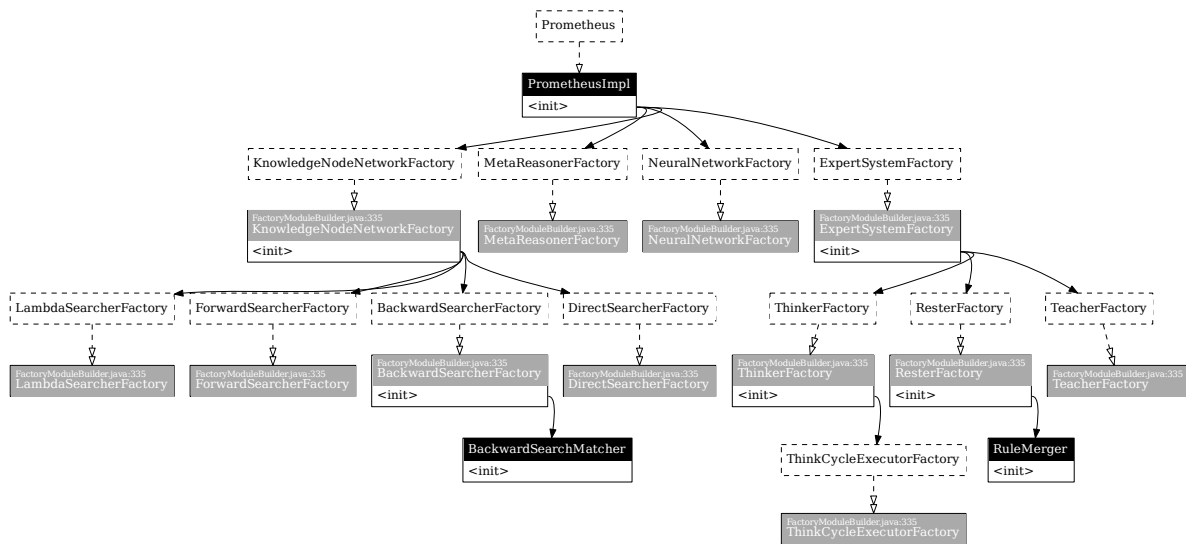 Prometheus
PrometheusImpl
<init>
KnowledgeNodeNetworkFactory
MetaReasonerFactory
NeuralNetworkFactory
ExpertSystemFactory
FactoryModuleBuilder.java:335
KnowledgeNodeNetworkFactory
<init>
FactoryModuleBuilder.java:335
MetaReasonerFactory
FactoryModuleBuilder.java:335
NeuralNetworkFactory
FactoryModuleBuilder.java:335
ExpertSystemFactory
<init>
LambdaSearcherFactory
ForwardSearcherFactory
BackwardSearcherFactory
DirectSearcherFactory
ThinkerFactory
ResterFactory
TeacherFactory
FactoryModuleBuilder.java:335
LambdaSearcherFactory
FactoryModuleBuilder.java:335
ForwardSearcherFactory
FactoryModuleBuilder.java:335
BackwardSearcherFactory
<init>
FactoryModuleBuilder.java:335
DirectSearcherFactory
FactoryModuleBuilder.java:335
ThinkerFactory
<init>
FactoryModuleBuilder.java:335
ResterFactory
<init>
FactoryModuleBuilder.java:335
TeacherFactory
BackwardSearchMatcher
<init>
ThinkCycleExecutorFactory
RuleMerger
<init>
FactoryModuleBuilder.java:335
ThinkCycleExecutorFactory